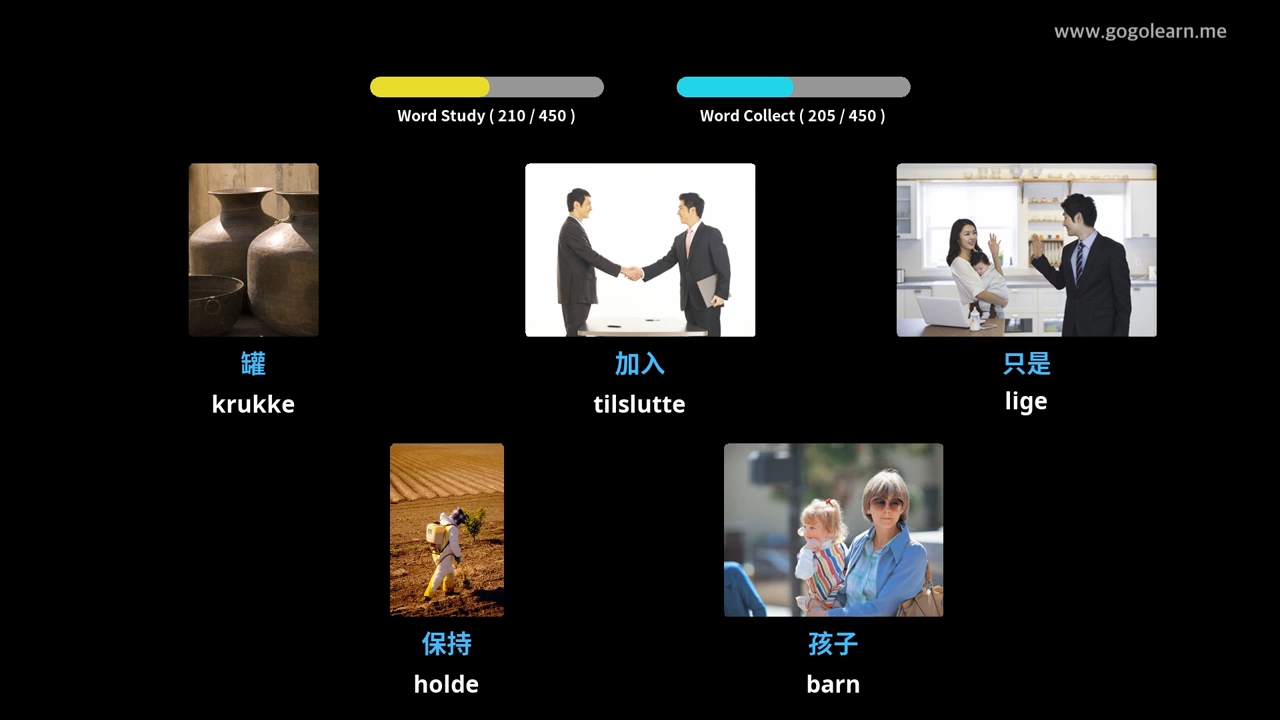 www.gogolearn.me
Word Study ( 210 / 450 )
Word Collect ( 205 / 450 )
罐
krukke
加入
tilslutte
只是
lige
保持
holde
孩子
barn